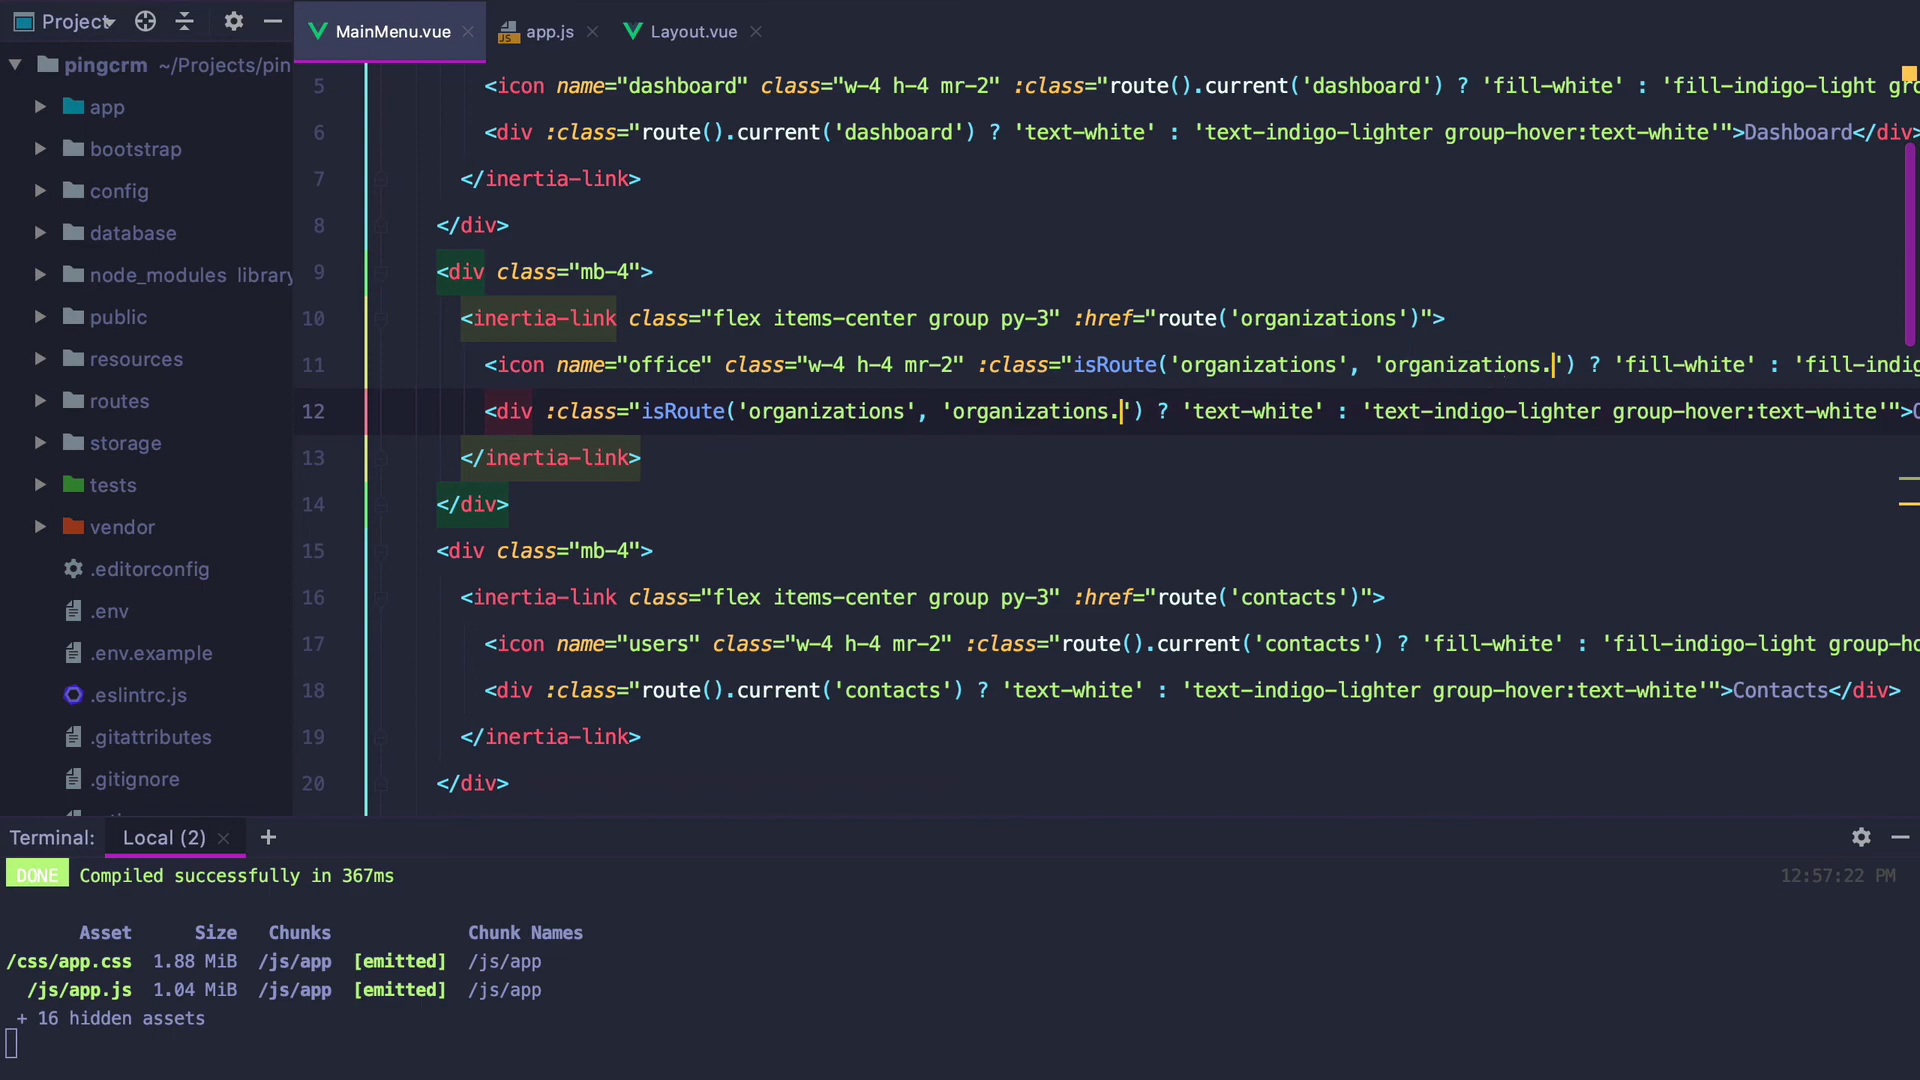 Project
MainMenu.vue
app.js
Layout.vue
pingcrm ~/Projects/pin
app
bootstrap
config
database
node_modules library
public
resources
routes
storage
tests
vendor
.editorconfig
.env
.env.example
.eslintrc.js
.gitattributes
.gitignore
5 <icon name="dashboard" class="w-4 h-4 mr-2" :class="route().current('dashboard') ? 'fill-white' : 'fill-indigo-light gro
6 <div :class="route().current('dashboard') ? 'text-white' : 'text-indigo-lighter group-hover:text-white'">Dashboard</div>
7 </inertia-link>
8 </div>
9 <div class="mb-4">
10 <inertia-link class="flex items-center group py-3" :href="route('organizations')">
11 <icon name="office" class="w-4 h-4 mr-2" :class="isRoute('organizations', 'organizations.') ? 'fill-white' : 'fill-indig
12 <div :class="isRoute('organizations', 'organizations.') ? 'text-white' : 'text-indigo-lighter group-hover:text-white'">
13 </inertia-link>
14 </div>
15 <div class="mb-4">
16 <inertia-link class="flex items-center group py-3" :href="route('contacts')">
17 <icon name="users" class="w-4 h-4 mr-2" :class="route().current('contacts') ? 'fill-white' : 'fill-indigo-light group-ho
18 <div :class="route().current('contacts') ? 'text-white' : 'text-indigo-lighter group-hover:text-white'">Contacts</div>
19 </inertia-link>
20 </div>
Terminal: Local (2) +
DONE Compiled successfully in 367ms 12:57:22 PM
Asset Size Chunks Chunk Names
/css/app.css 1.88 MiB /js/app [emitted] /js/app
/js/app.js 1.04 MiB /js/app [emitted] /js/app
+ 16 hidden assets